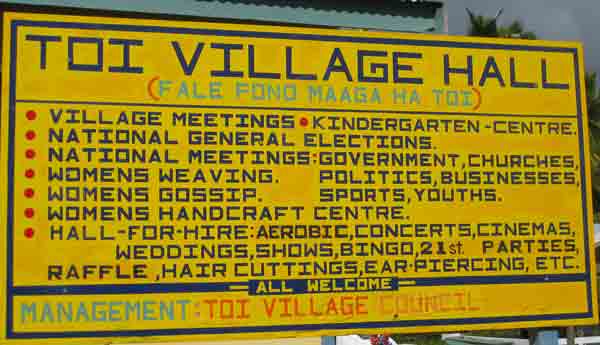 TOI VILLAGE HALL
(FALE FONO MAAGA HA TOI)
• VILLAGE MEETINGS • KINDERGARTEN-CENTRE.
• NATIONAL GENERAL ELECTIONS.
• NATIONAL MEETINGS: GOVERNMENT, CHURCHES,
• WOMENS WEAVING. POLITICS, BUSINESSES,
• WOMENS GOSSIP. SPORTS, YOUTHS.
• WOMENS HANDCRAFT CENTRE.
• HALL-FOR-HIRE: AEROBIC, CONCERTS, CINEMAS,
WEDDINGS, SHOWS, BINGO, 21st. PARTIES,
RAFFLE, HAIR CUTTINGS, EAR-PIERCING, ETC.
ALL WELCOME
MANAGEMENT: TOI VILLAGE COUNCIL